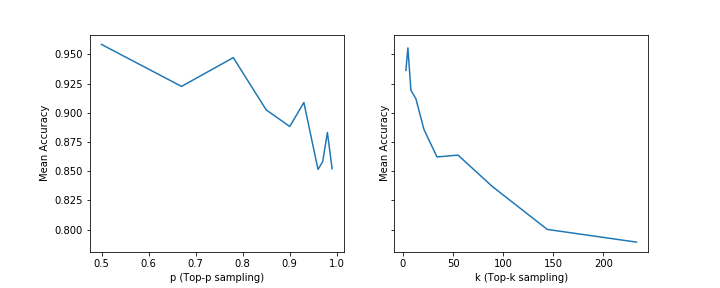 Mean Accuracy
0.950
0.925
0.900
0.875
0.850
0.825
0.800
0.5 0.6 0.7 0.8 0.9 1.0
p (Top-p sampling)
Mean Accuracy
0 50 100 150 200
k (Top-k sampling)